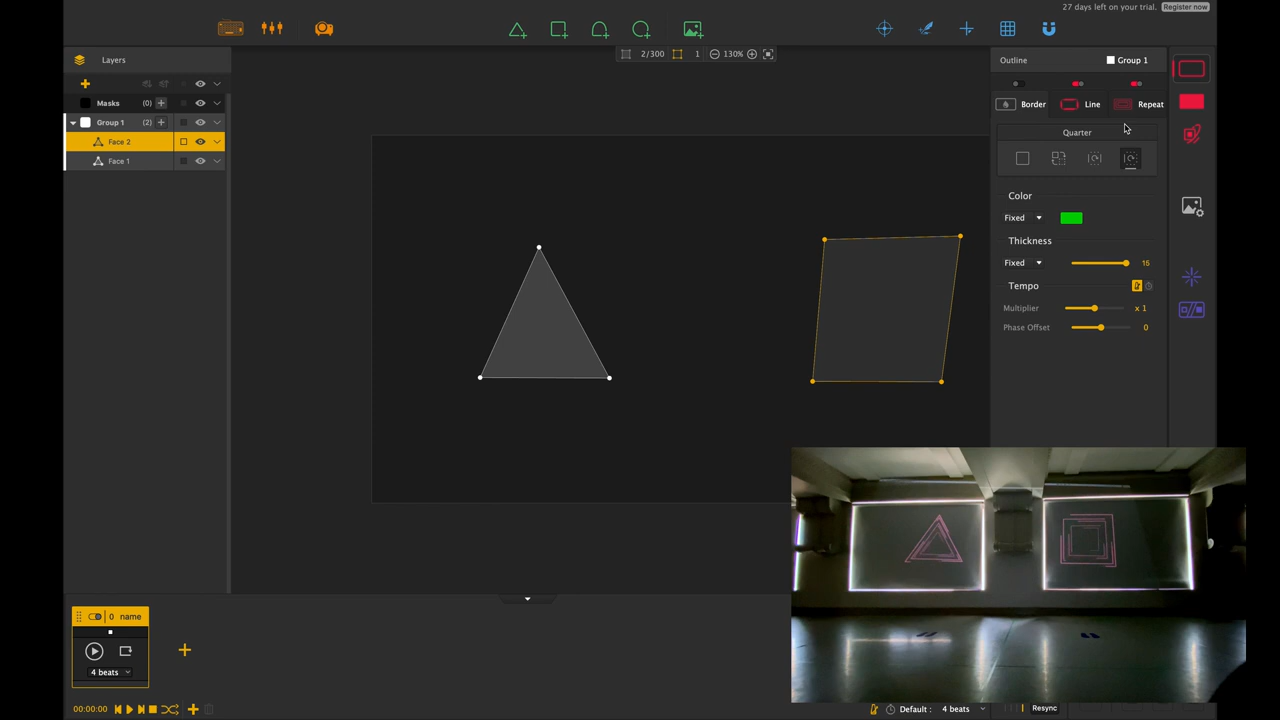 27 days left on your trial. Register now
2/300 1 130%
Layers
Outline Group 1
Masks (0)
Border Line Repeat
Group 1 (2)
Quarter
Face 2
Face 1
Color
Fixed
Thickness
Fixed 16
Tempo
Multiplier x 1
Phase Offset 0
0 name
4 beats
00:00:00
Default: 4 beats Resync